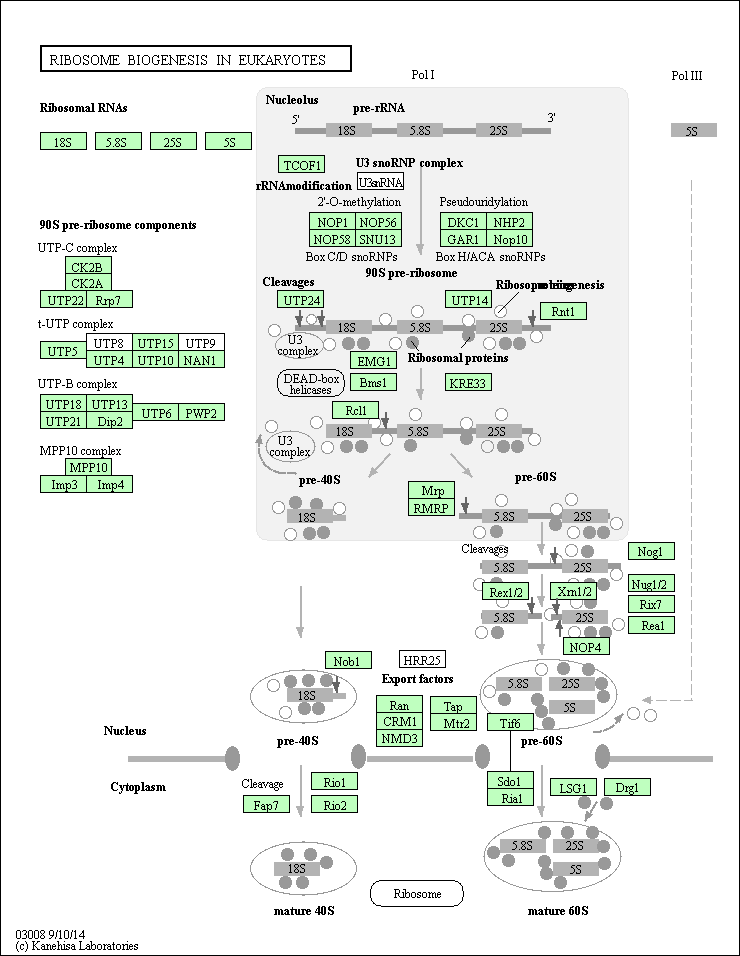 RIBOSOME BIOGENESIS IN EUKARYOTES
Pol I
Pol III
Ribosomal RNAs
18S
5.8S
25S
5S
Nucleolus
pre-rRNA
5'
3'
18S
5.8S
25S
5S
TCOF1
U3 snoRNP complex
U3snRNA
rRNAmodification
2'-O-methylation
Pseudouridylation
NOP1
NOP56
NOP58
SNU13
DKC1
NHP2
GAR1
Nop10
Box C/D snoRNPs
Box H/ACA snoRNPs
90S pre-ribosome components
UTP-C complex
CK2B
CK2A
UTP22
Rrp7
t-UTP complex
UTP5
UTP8
UTP15
UTP9
UTP4
UTP10
NAN1
UTP-B complex
UTP18
UTP13
UTP21
Dip2
UTP6
PWP2
MPP10 complex
MPP10
Imp3
Imp4
90S pre-ribosome
Cleavages
UTP24
UTP14
Rnt1
18S
5.8S
25S
U3
complex
Ribosomal proteins
EMG1
Bms1
KRE33
DEAD-box
helicases
Rcl1
18S
5.8S
25S
U3
complex
pre-40S
pre-60S
18S
Mrp
RMRP
5.8S
25S
Cleavages
5.8S
25S
Nog1
Rex1/2
Xrn1/2
Nug1/2
Rix7
Rea1
5.8S
25S
NOP4
Nob1
HRR25
Export factors
18S
Ran
CRM1
NMD3
Tap
Mtr2
5.8S
25S
5S
Tif6
pre-40S
pre-60S
Nucleus
Cytoplasm
Cleavage
Fap7
Rio1
Rio2
Sdo1
Ria1
LSG1
Drg1
18S
5.8S
25S
5S
Ribosome
mature 40S
mature 60S
03008 9/10/14
(c) Kanehisa Laboratories